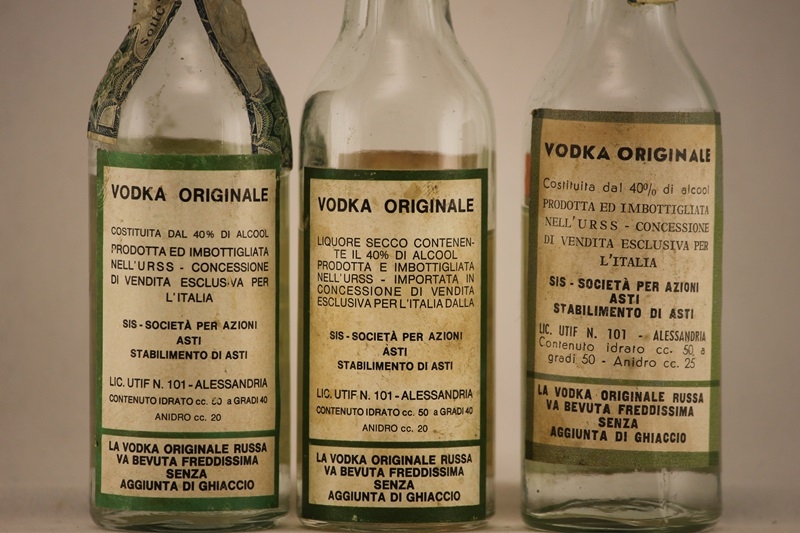 VODKA ORIGINALE
COSTITUITA DAL 40% DI ALCOOL
PRODOTTA ED IMBOTTIGLIATA
NELL'URSS - CONCESSIONE
DI VENDITA ESCLUSIVA PER
L'ITALIA
SIS - SOCIETÀ PER AZIONI
ASTI
STABILIMENTO DI ASTI
LIC. UTIF N. 101 - ALESSANDRIA
CONTENUTO IDRATO cc. 50 a GRADI 40
ANIDRO cc. 20
LA VODKA ORIGINALE RUSSA
VA BEVUTA FREDDISSIMA
SENZA
AGGIUNTA DI GHIACCIO
VODKA ORIGINALE
LIQUORE SECCO CONTENEN-
TE IL 40% DI ALCOOL
PRODOTTA E IMBOTTIGLIATA
NELL'URSS - IMPORTATA IN
CONCESSIONE DI VENDITA
ESCLUSIVA PER L'ITALIA DALLA
SIS - SOCIETÀ PER AZIONI
ASTI
STABILIMENTO DI ASTI
LIC. UTIF N. 101 - ALESSANDRIA
CONTENUTO IDRATO cc. 50 a GRADI 40
ANIDRO cc. 20
LA VODKA ORIGINALE RUSSA
VA BEVUTA FREDDISSIMA
SENZA
AGGIUNTA DI GHIACCIO
VODKA ORIGINALE
Costituita dal 40% di alcool
PRODOTTA ED IMBOTTIGLIATA
NELL'URSS - CONCESSIONE
DI VENDITA ESCLUSIVA PER
L'ITALIA
SIS - SOCIETÀ PER AZIONI
ASTI
STABILIMENTO DI ASTI
LIC. UTIF N. 101 - ALESSANDRIA
Contenuto idrato cc. 50 a
gradi 50 - Anidro cc. 25
LA VODKA ORIGINALE RUSSA
VA BEVUTA FREDDISSIMA
SENZA
AGGIUNTA DI GHIACCIO